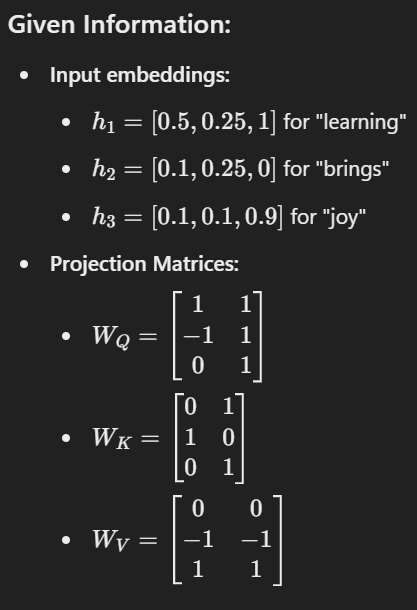 Given Information:
• Input embeddings:
• h₁ = [0.5, 0.25, 1] for "learning"
• h₂ = [0.1, 0.25, 0] for "brings"
• h₃ = [0.1, 0.1, 0.9] for "joy"
• Projection Matrices:
• W_Q = [1 1
-1 1
0 1]
• W_K = [0 1
1 0
0 1]
• W_V = [0 0
-1 -1
1 1]